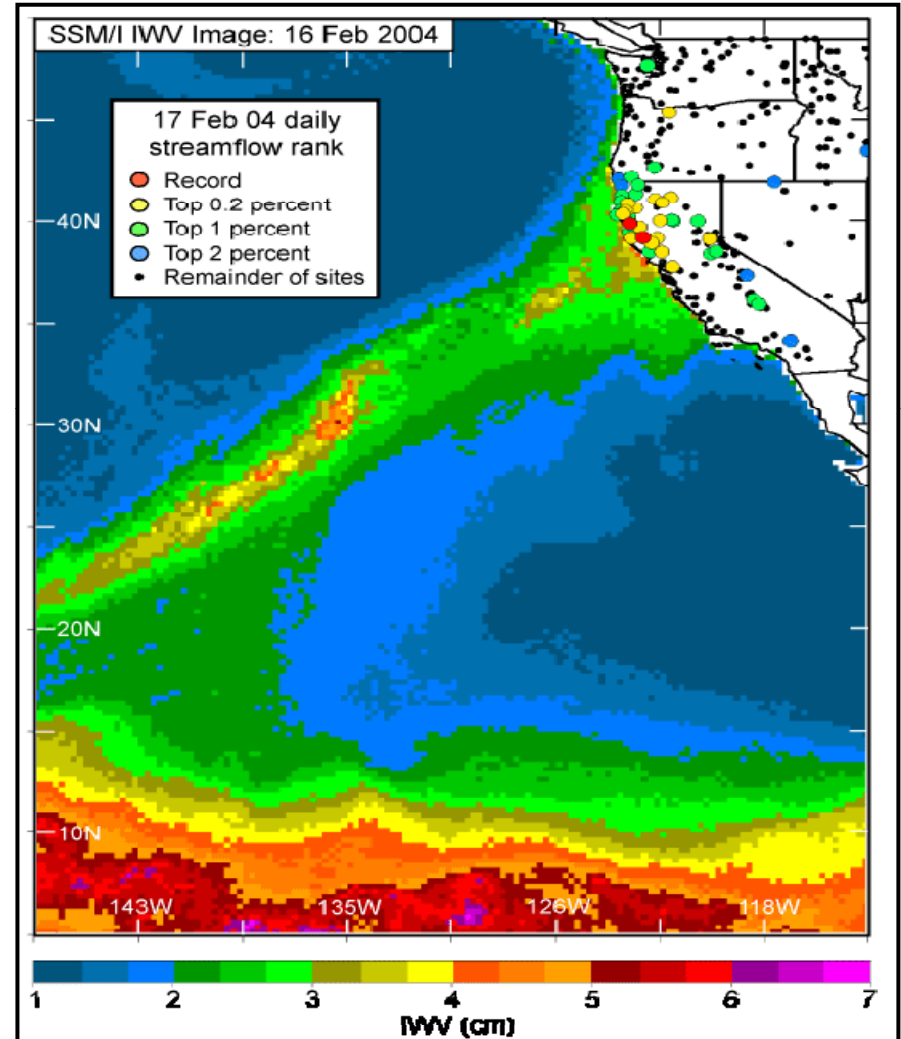 SSM/I IWV Image: 16 Feb 2004
17 Feb 04 daily
streamflow rank
Record
Top 0.2 percent
Top 1 percent
Top 2 percent
Remainder of sites
40N
30N
20N
10N
143W 135W 126W 118W
1 2 3 4 5 6 7
IWV (cm)